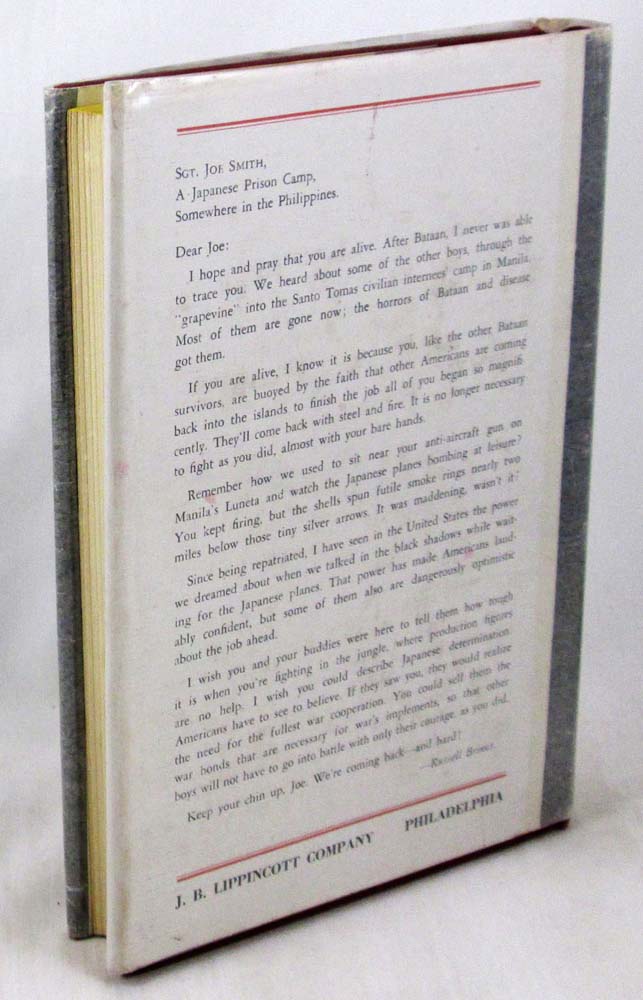 SGT. JOE SMITH,
A Japanese Prison Camp,
Somewhere in the Philippines.
Dear Joe:
I hope and pray that you are alive. After Bataan, I never was able
to trace you. We heard about some of the other boys, through the
"grapevine" into the Santo Tomas civilian internees' camp in Manila.
Most of them are gone now; the horrors of Bataan and disease
got them.
If you are alive, I know it is because you, like the other Bataan
survivors, are buoyed by the faith that other Americans are coming
back into the islands to finish the job all of you began so magnifi-
cently. They'll come back with steel and fire. It is no longer necessary
to fight as you did, almost with your bare hands.
Remember how we used to sit near your anti-aircraft gun on
Manila's Luneta and watch the Japanese planes bombing at leisure?
You kept firing, but the shells spun futile smoke rings nearly two
miles below those tiny silver arrows. It was maddening, wasn't it?
Since being repatriated, I have seen in the United States the power
we dreamed about when we talked in the black shadows while wait-
ing for the Japanese planes. That power has made Americans laud-
ably confident, but some of them also are dangerously optimistic
about the job ahead.
I wish you and your buddies were here to tell them how tough
it is when you're fighting in the jungle, where production figures
are no help. I wish you could describe Japanese determination.
Americans have to see to believe. If they saw you, they would realize
the need for the fullest war cooperation. You could sell them the
war bonds that are necessary for war's implements, so that other
boys will not have to go into battle with only their courage, as you did.
Keep your chin up, Joe. We're coming back—and hard!
—Russell Brines.
J. B. LIPPINCOTT COMPANY PHILADELPHIA